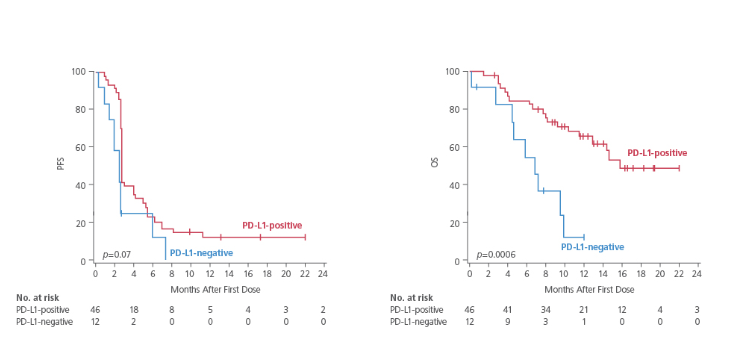 100
80
60
40
20
0
PFS
PD-L1-positive
PD-L1-negative
p=0.07
0 2 4 6 8 10 12 14 16 18 20 22 24
Months After First Dose
No. at risk
PD-L1-positive 46 18 8 5 4 3 2
PD-L1-negative 12 2 0 0 0 0 0
100
80
60
40
20
0
OS
PD-L1-positive
PD-L1-negative
p=0.0006
0 2 4 6 8 10 12 14 16 18 20 22 24
Months After First Dose
No. at risk
PD-L1-positive 46 41 34 21 12 4 3
PD-L1-negative 12 9 3 1 0 0 0